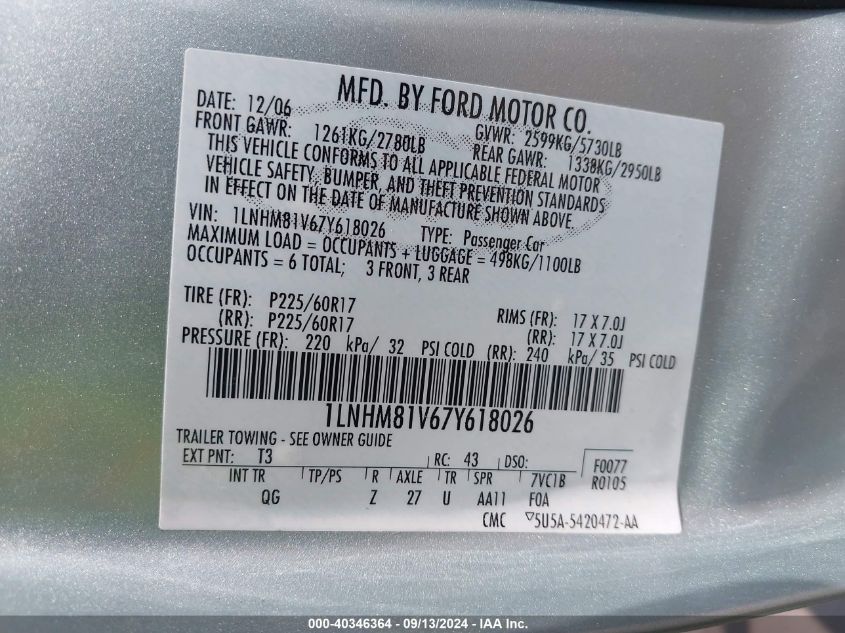 MFD. BY FORD MOTOR CO.
DATE: 12/06 GVWR: 2599KG/5730LB
FRONT GAWR: 1261KG/2780LB REAR GAWR: 1338KG/2950LB
THIS VEHICLE CONFORMS TO ALL APPLICABLE FEDERAL MOTOR
VEHICLE SAFETY, BUMPER, AND THEFT PREVENTION STANDARDS
IN EFFECT ON THE DATE OF MANUFACTURE SHOWN ABOVE.
VIN: 1LNHM81V67Y618026 TYPE: Passenger Car
MAXIMUM LOAD = OCCUPANTS + LUGGAGE = 498KG/1100LB
OCCUPANTS = 6 TOTAL; 3 FRONT, 3 REAR
TIRE (FR): P225/60R17 RIMS (FR): 17 X 7.0J
(RR): P225/60R17 (RR): 17 X 7.0J
PRESSURE (FR): 220 kPa/ 32 PSI COLD (RR): 240 kPa/ 35 PSI COLD
1LNHM81V67Y618026
TRAILER TOWING - SEE OWNER GUIDE
EXT PNT: T3 RC: 43 DSO: F0077
INT TR TP/PS R AXLE TR SPR 7VC1B R0105
QG Z 27 U AA11 F0A
CMC ▽5U5A-5420472-AA
000-40346364 - 09/13/2024 - IAA Inc.